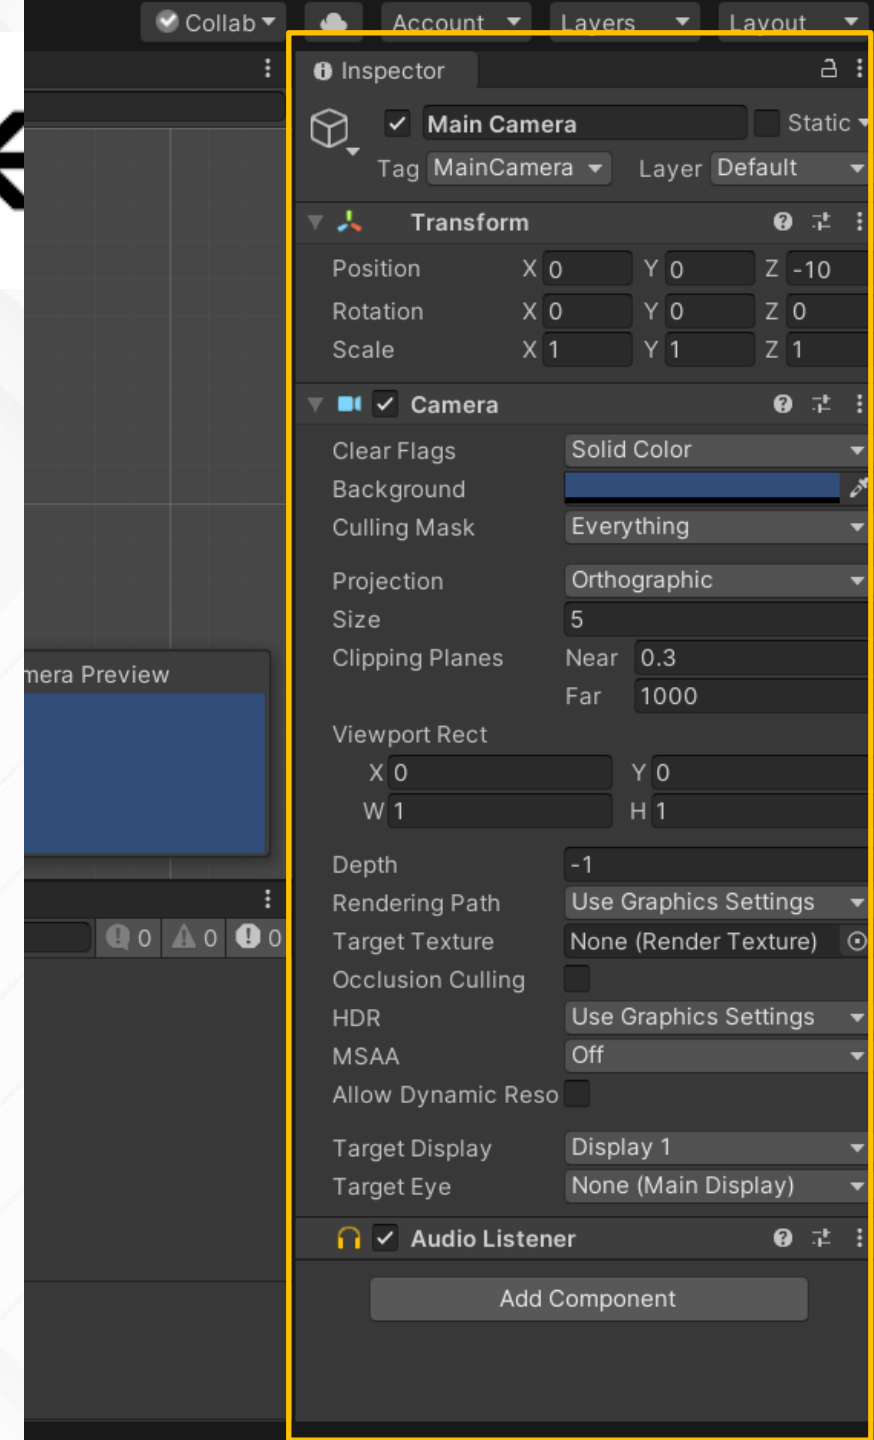 Collab Account Layers Layout
Inspector
Main Camera Static
Tag MainCamera Layer Default
Transform
Position X 0 Y 0 Z -10
Rotation X 0 Y 0 Z 0
Scale X 1 Y 1 Z 1
Camera
Clear Flags Solid Color
Background
Culling Mask Everything
Projection Orthographic
Size 5
Clipping Planes Near 0.3
Far 1000
Viewport Rect
X 0 Y 0
W 1 H 1
Depth -1
Rendering Path Use Graphics Settings
Target Texture None (Render Texture)
Occlusion Culling
HDR Use Graphics Settings
MSAA Off
Allow Dynamic Reso
Target Display Display 1
Target Eye None (Main Display)
Audio Listener
Add Component
mera Preview
0 0 0